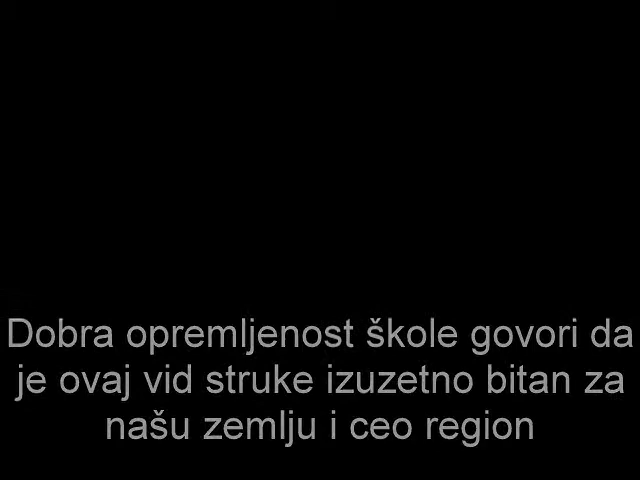 Dobra opremljenost škole govori da
je ovaj vid struke izuzetno bitan za
našu zemlju i ceo region